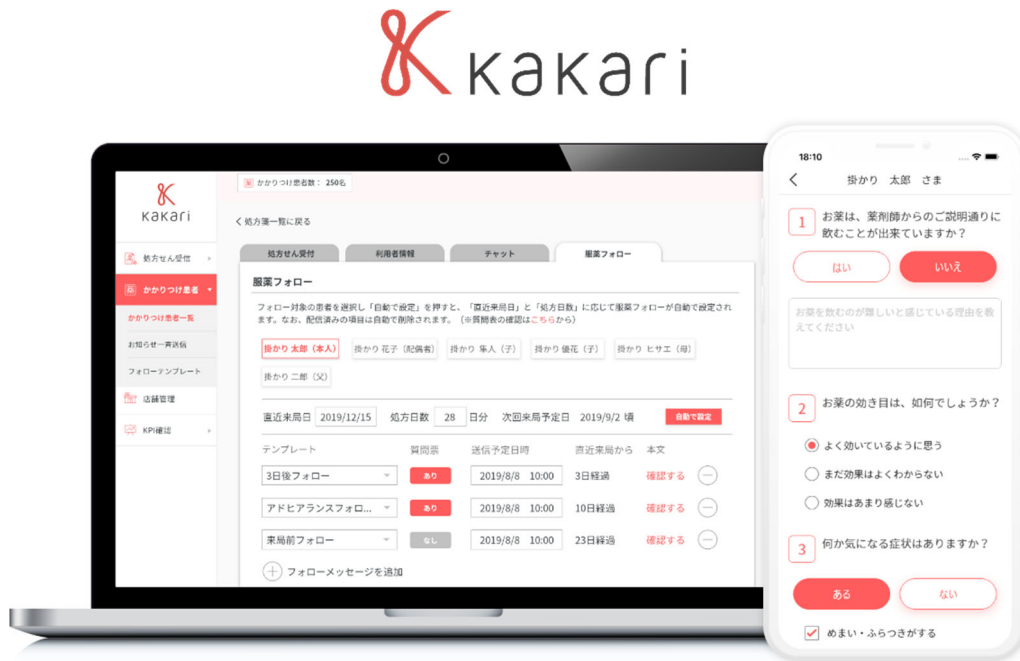 kakari
kakari
かかりつけ患者数： 250名
処方箋一覧に戻る
処方せん受信
かかりつけ患者
かかりつけ患者一覧
お知らせ一斉送信
フォローテンプレート
店舗管理
KPI確認
処方せん受付
利用者情報
チャット
服薬フォロー
服薬フォロー
フォロー対象の患者を選択し「自動で設定」を押すと、「直近来局日」と「処方日数」に応じて服薬フォローが自動で設定され
ます。なお、配信済みの項目は自動で削除されます。（※質問表の確認はこちらから）
掛かり 太郎（本人） 掛かり 花子（配偶者） 掛かり 隼人（子） 掛かり 優花（子） 掛かり ヒサエ（母）
掛かり 二郎（父）
直近来局日 2019/12/15 処方日数 28 日分 次回来局予定日 2019/9/2 頃 自動で設定
テンプレート 質問票 送信予定日時 直近来局から 本文
3日後フォロー あり 2019/8/8 10:00 3日経過 確認する
アドヒアランスフォロ... あり 2019/8/8 10:00 10日経過 確認する
来局前フォロー なし 2019/8/8 10:00 23日経過 確認する
フォローメッセージを追加
18:10
掛かり 太郎 さま
1 お薬は、薬剤師からのご説明通りに
飲むことが出来ていますか？
はい いいえ
お薬を飲むのが難しいと感じている理由を教
えてください
2 お薬の効き目は、如何でしょうか？
よく効いているように思う
まだ効果はよくわからない
効果はあまり感じない
3 何か気になる症状はありますか？
ある ない
めまい・ふらつきがする